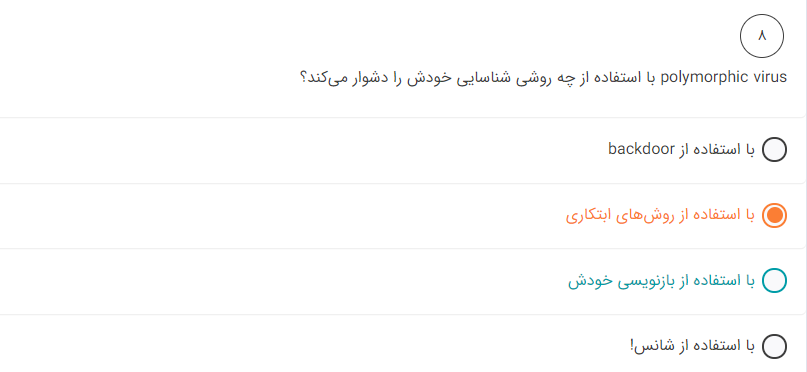 ۸
polymorphic virus با استفاده از چه روشی شناسایی خودش را دشوار می‌کند؟
با استفاده از backdoor
با استفاده از روش‌های ابتکاری
با استفاده از بازنویسی خودش
با استفاده از شانس!